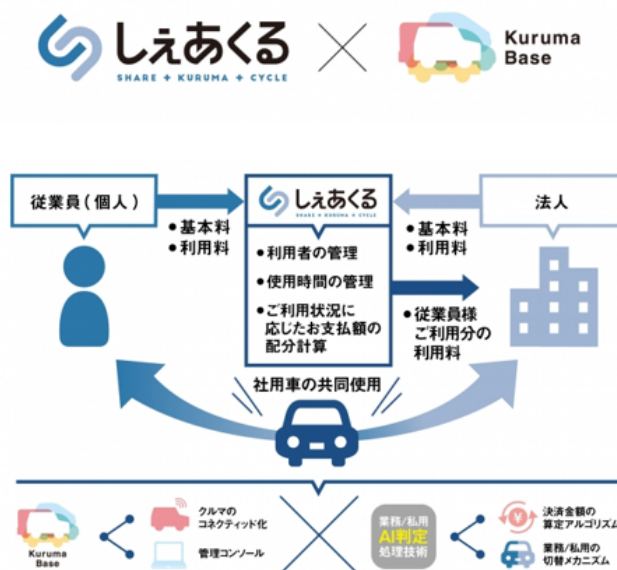 しぇあくる
SHARE + KURUMA + CYCLE
Kuruma
Base
従業員(個人)
しぇあくる
SHARE + KURUMA + CYCLE
法人
●基本料
●利用料
●基本料
●利用料
●利用者の管理
●使用時間の管理
●ご利用状況に
応じたお支払額の
配分計算
●従業員様
ご利用分の
利用料
社用車の共同使用
Kuruma
Base
クルマの
コネクティッド化
管理コンソール
業務/私用
AI判定
処理技術
¥
決済金額の
算定アルゴリズム
業務/私用の
切替メカニズム